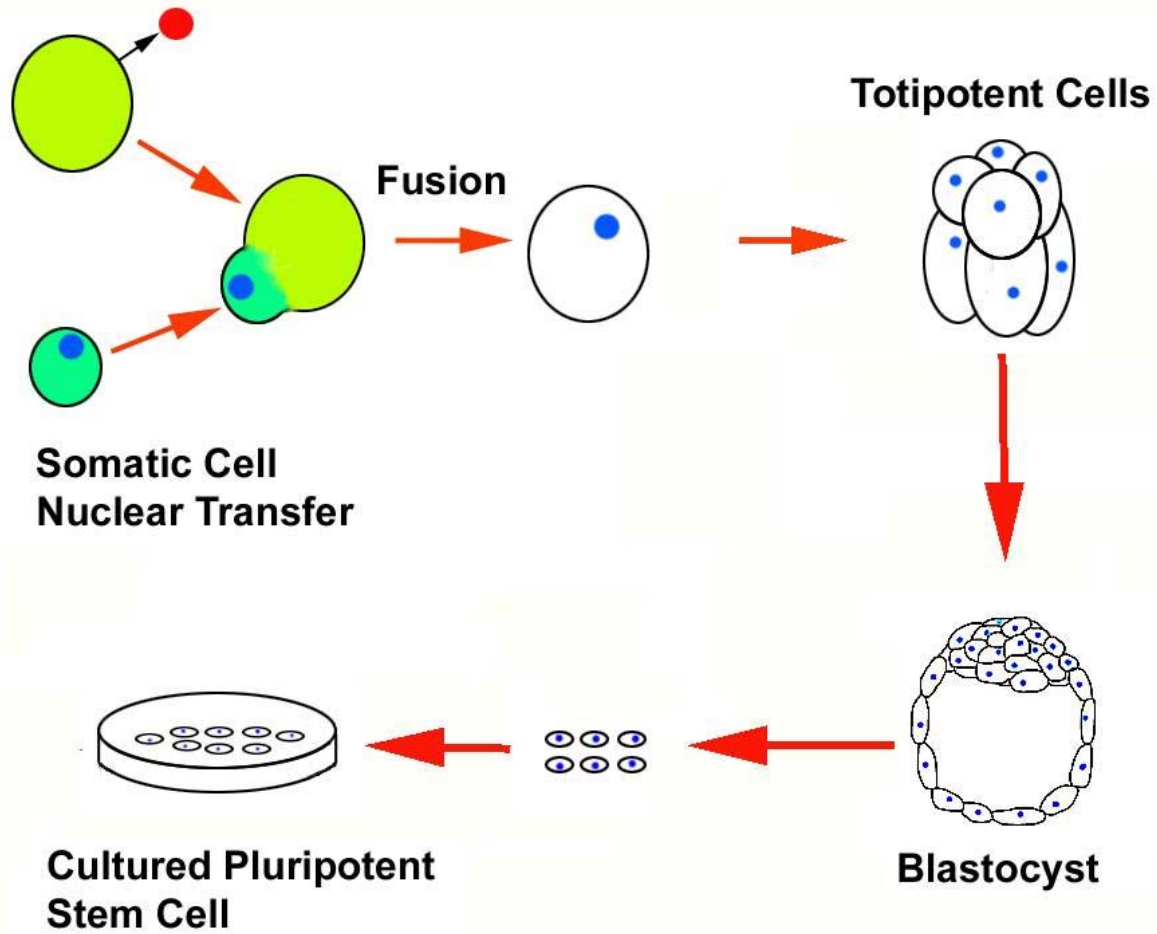 Totipotent Cells
Fusion
Somatic Cell
Nuclear Transfer
Cultured Pluripotent
Stem Cell
Blastocyst